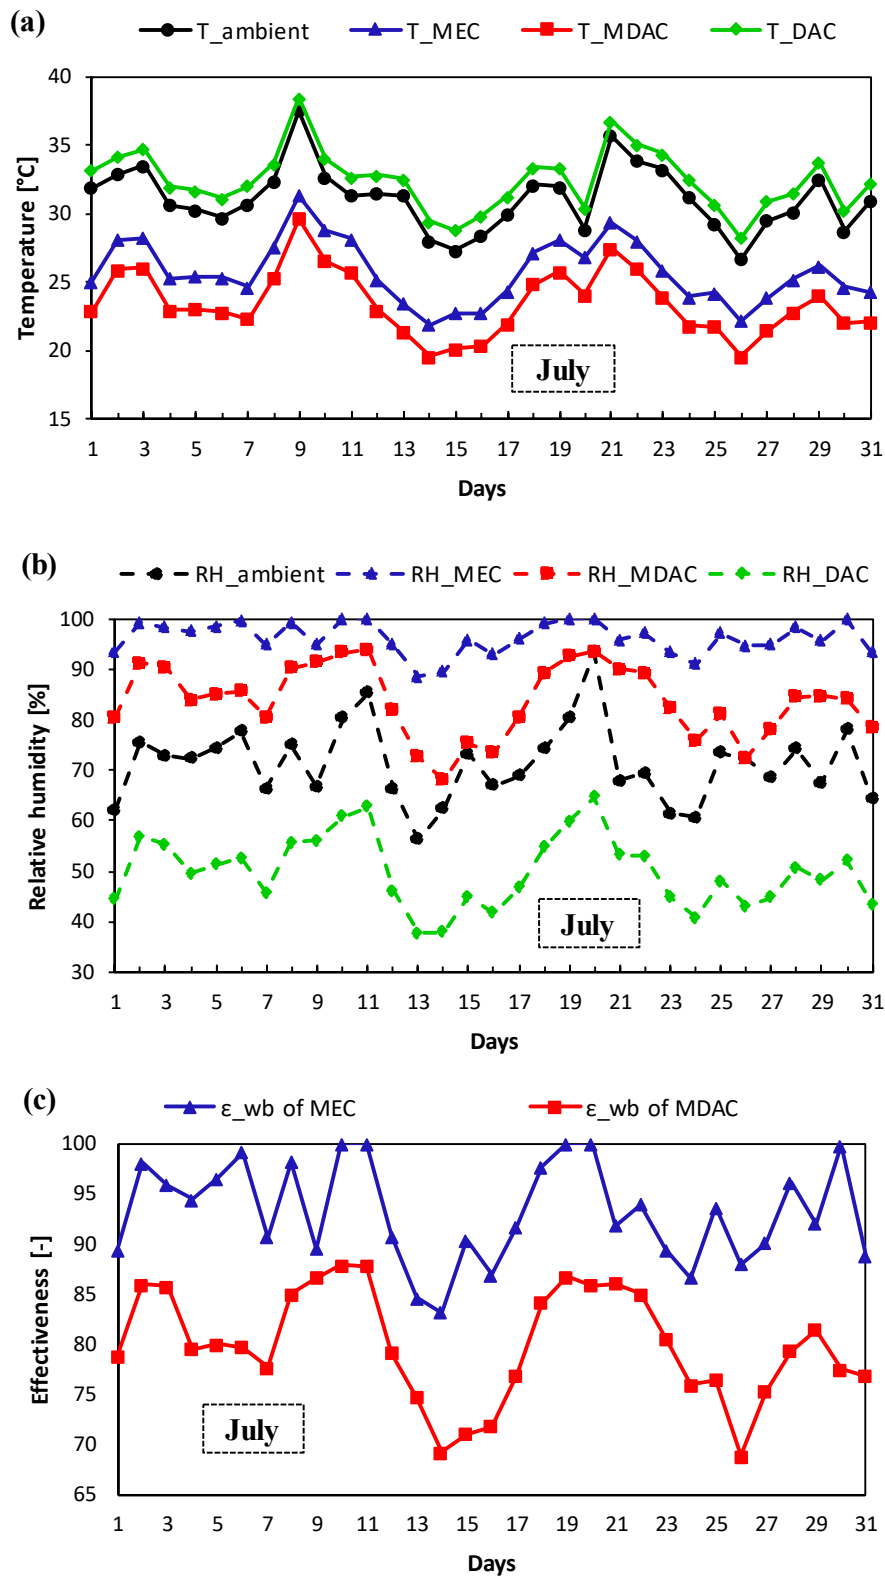 (a)
T_ambient T_MEC T_MDAC T_DAC
40
35
30
25
20
15
Temperature [°C]
July
1 3 5 7 9 11 13 15 17 19 21 23 25 27 29 31
Days
(b)
RH_ambient RH_MEC RH_MDAC RH_DAC
100
90
80
70
60
50
40
30
Relative humidity [%]
July
1 3 5 7 9 11 13 15 17 19 21 23 25 27 29 31
Days
(c)
ε_wb of MEC ε_wb of MDAC
100
95
90
85
80
75
70
65
Effectiveness [-]
July
1 3 5 7 9 11 13 15 17 19 21 23 25 27 29 31
Days